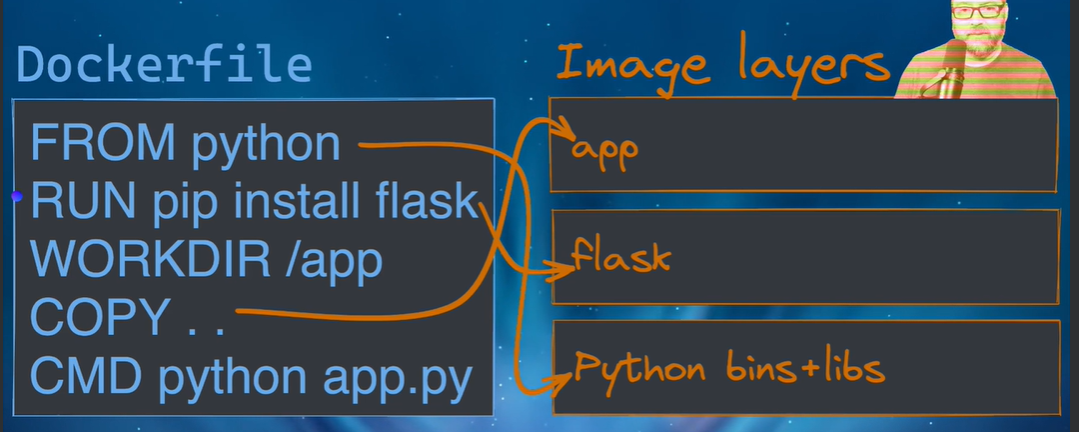 Dockerfile
FROM python
RUN pip install flask
WORKDIR /app
COPY . .
CMD python app.py
Image layers
app
flask
Python bins+libs